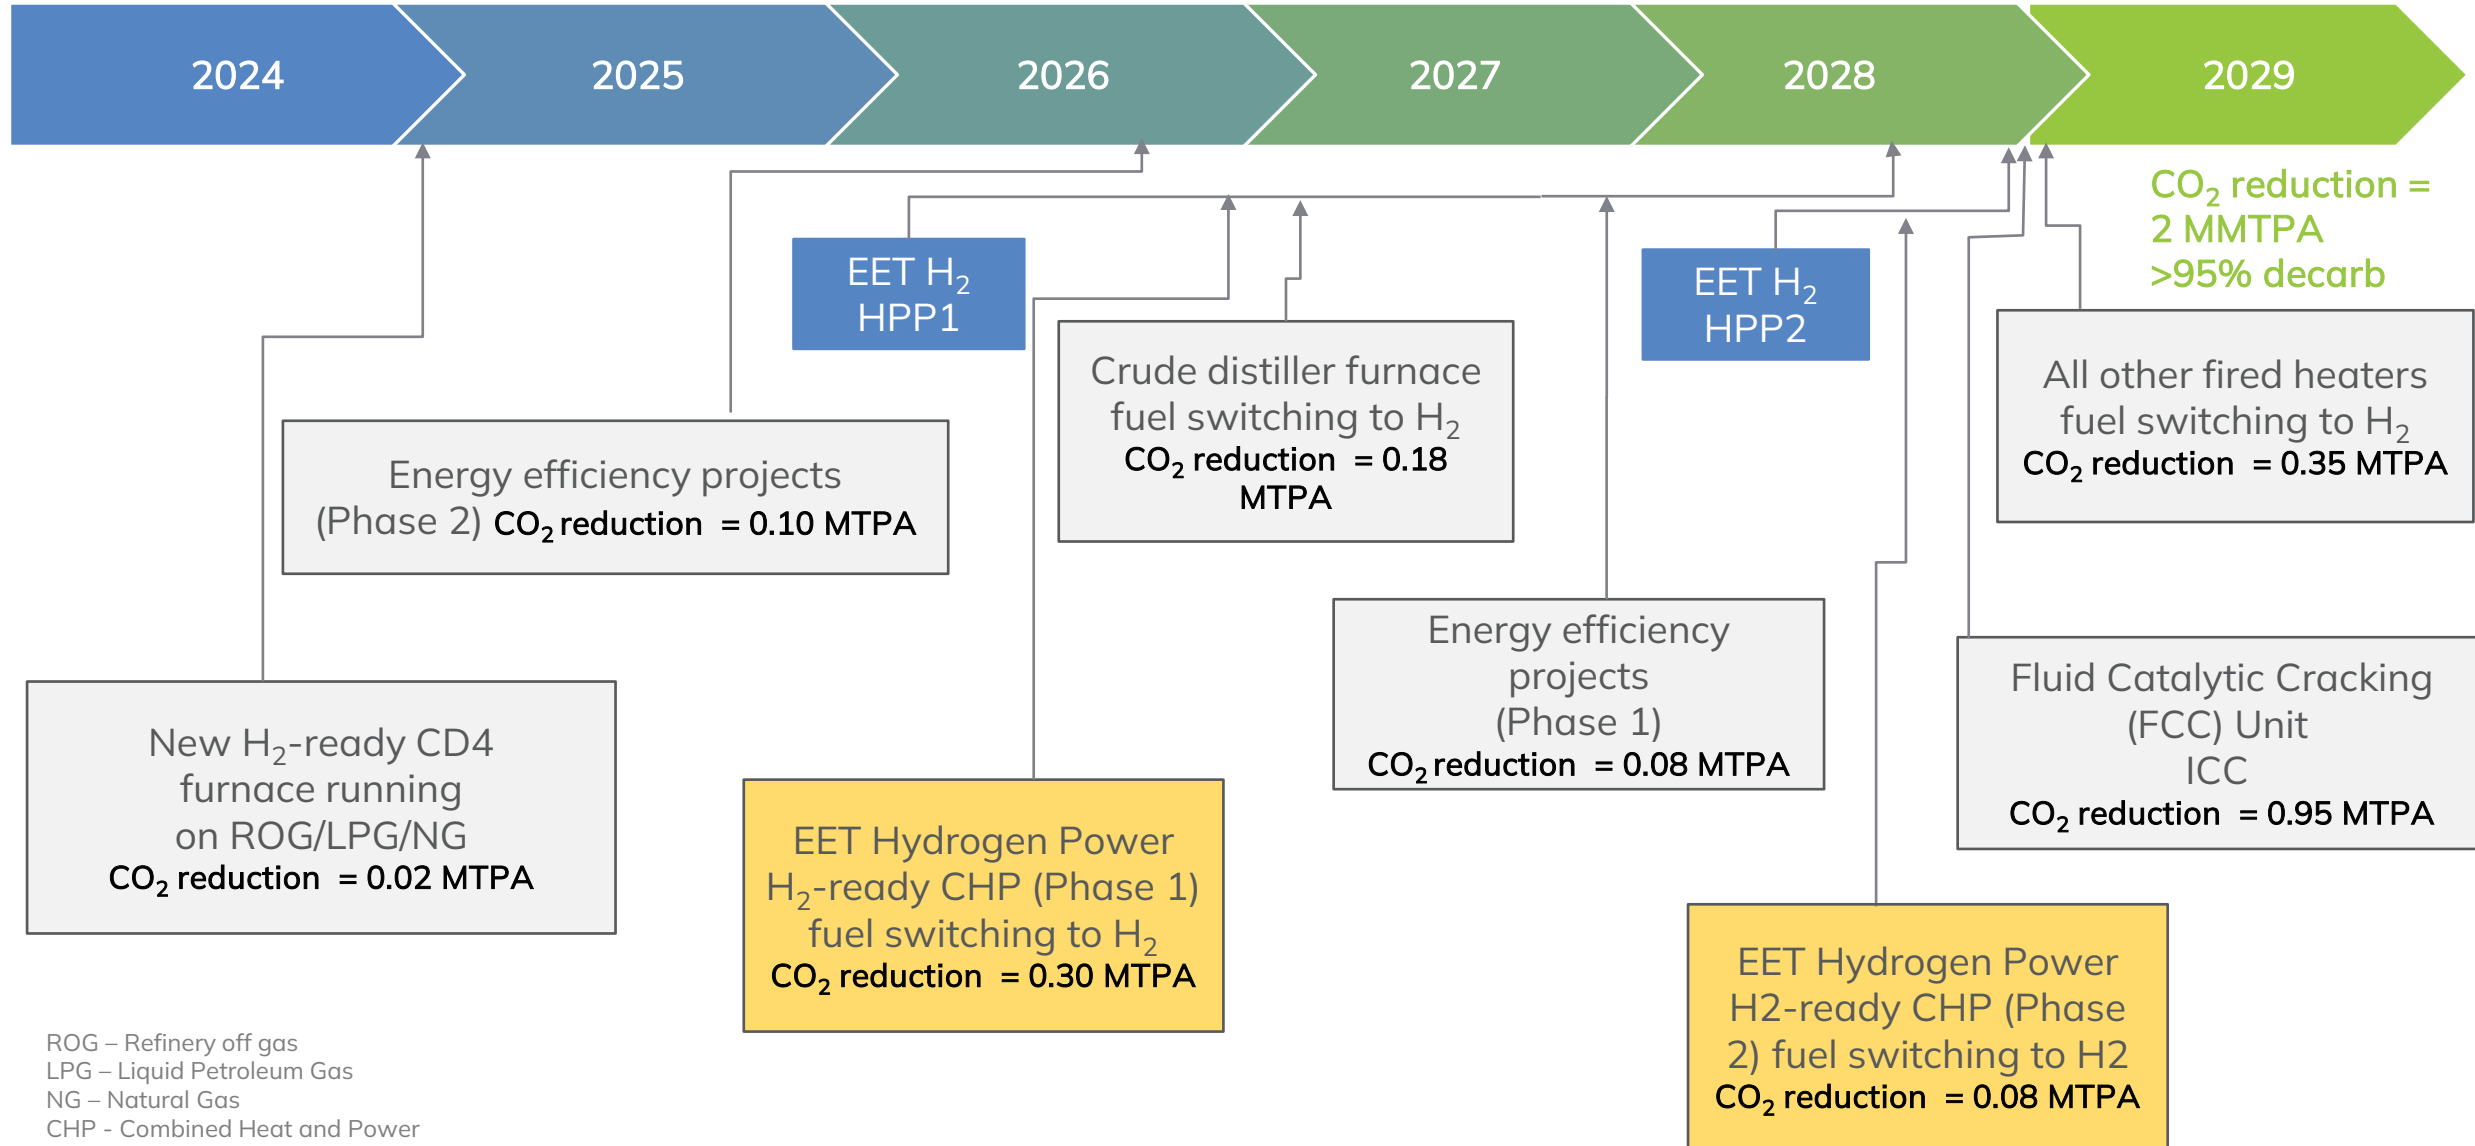 2024
2025
2026
2027
2028
2029
CO₂ reduction =
2 MMTPA
>95% decarb
EET H₂
HPP1
EET H₂
HPP2
Crude distiller furnace
fuel switching to H₂
CO₂ reduction = 0.18
MTPA
All other fired heaters
fuel switching to H₂
CO₂ reduction = 0.35 MTPA
Energy efficiency projects
(Phase 2) CO₂ reduction = 0.10 MTPA
Energy efficiency
projects
(Phase 1)
CO₂ reduction = 0.08 MTPA
Fluid Catalytic Cracking
(FCC) Unit
ICC
CO₂ reduction = 0.95 MTPA
New H₂-ready CD4
furnace running
on ROG/LPG/NG
CO₂ reduction = 0.02 MTPA
EET Hydrogen Power
H₂-ready CHP (Phase 1)
fuel switching to H₂
CO₂ reduction = 0.30 MTPA
EET Hydrogen Power
H2-ready CHP (Phase
2) fuel switching to H2
CO₂ reduction = 0.08 MTPA
ROG – Refinery off gas
LPG – Liquid Petroleum Gas
NG – Natural Gas
CHP - Combined Heat and Power